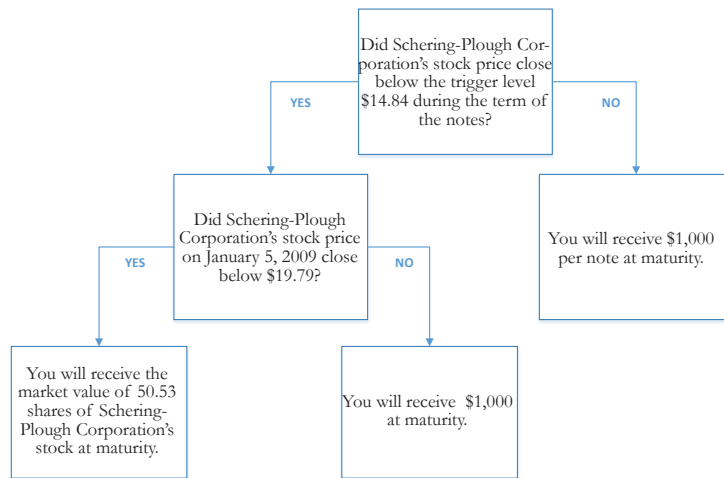 Did Schering-Plough Cor-
poration's stock price close
below the trigger level
$14.84 during the term of
the notes?
YES
NO
Did Schering-Plough
Corporation's stock price
on January 5, 2009 close
below $19.79?
You will receive $1,000
per note at maturity.
YES
NO
You will receive the
market value of 50.53
shares of Schering-
Plough Corporation's
stock at maturity.
You will receive $1,000
at maturity.